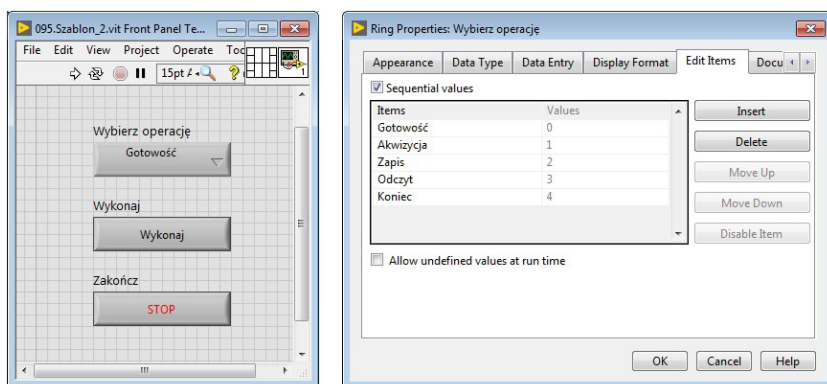 095.Szablon_2.vit Front Panel Te...
File Edit View Project Operate
15pt
1
Wybierz operację
Gotowość
Wykonaj
Wykonaj
Zakończ
STOP
Ring Properties: Wybierz operację
Appearance Data Type Data Entry Display Format Edit Items Docu
Sequential values
Items Values
Gotowość 0
Akwizycja 1
Zapis 2
Odczyt 3
Koniec 4
Insert
Delete
Move Up
Move Down
Disable Item
Allow undefined values at run time
OK Cancel Help